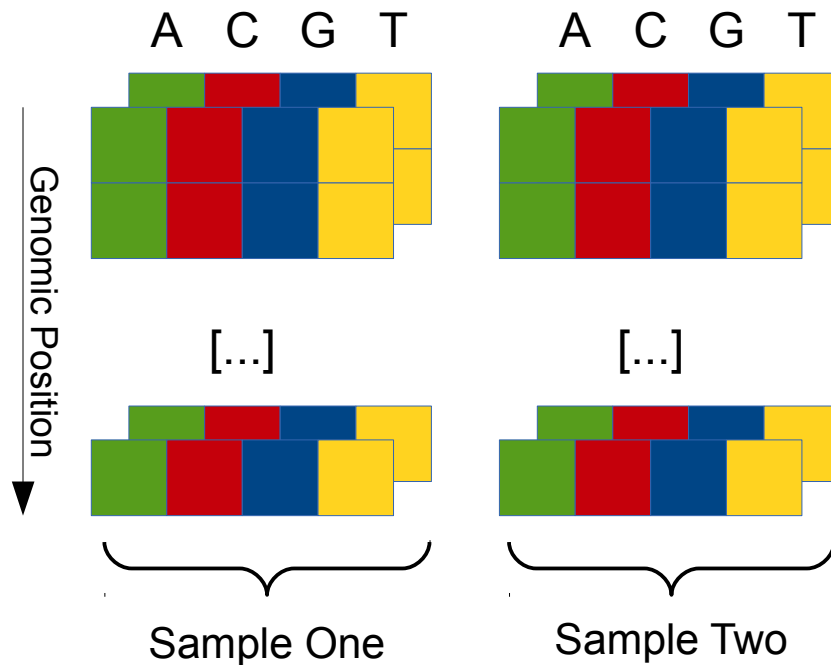 A C G T
A C G T
Genomic Position
[...]
[...]
Sample One
Sample Two